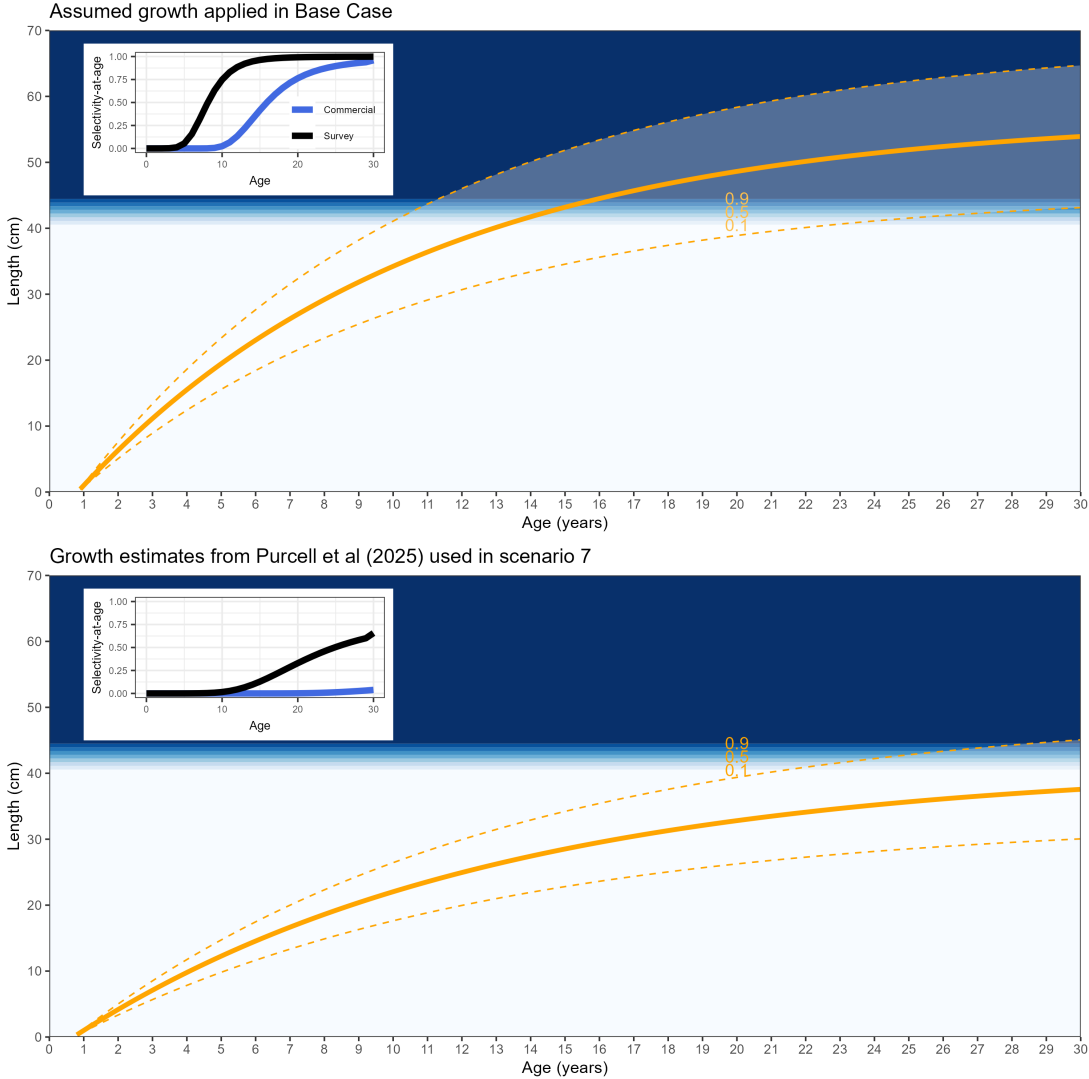 Assumed growth applied in Base Case
70
60
50
40
30
20
10
0
Length (cm)
1.00
0.75
0.50
0.25
0.00
Selectivity-at-age
0 10 20 30
Age
Commercial
Survey
0.9
0.5
0.1
0 1 2 3 4 5 6 7 8 9 10 11 12 13 14 15 16 17 18 19 20 21 22 23 24 25 26 27 28 29 30
Age (years)
Growth estimates from Purcell et al (2025) used in scenario 7
70
60
50
40
30
20
10
0
Length (cm)
1.00
0.75
0.50
0.25
0.00
Selectivity-at-age
0 10 20 30
Age
0.9
0.5
0.1
0 1 2 3 4 5 6 7 8 9 10 11 12 13 14 15 16 17 18 19 20 21 22 23 24 25 26 27 28 29 30
Age (years)